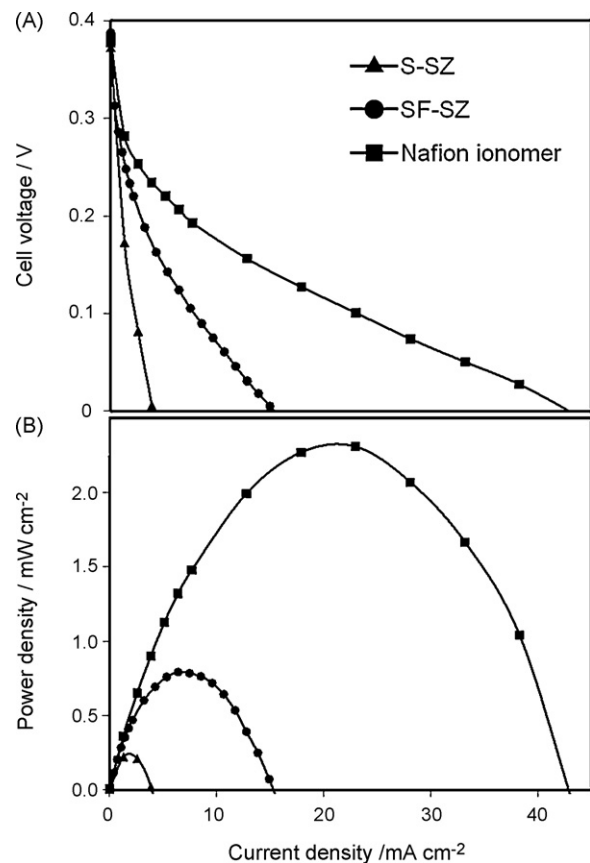 (A)
0.4
0.3
0.2
0.1
0
Cell voltage / V
S-SZ
SF-SZ
Nafion ionomer
(B)
2.0
1.5
1.0
0.5
0.0
Power density / mW cm-2
0
10
20
30
40
Current density /mA cm-2